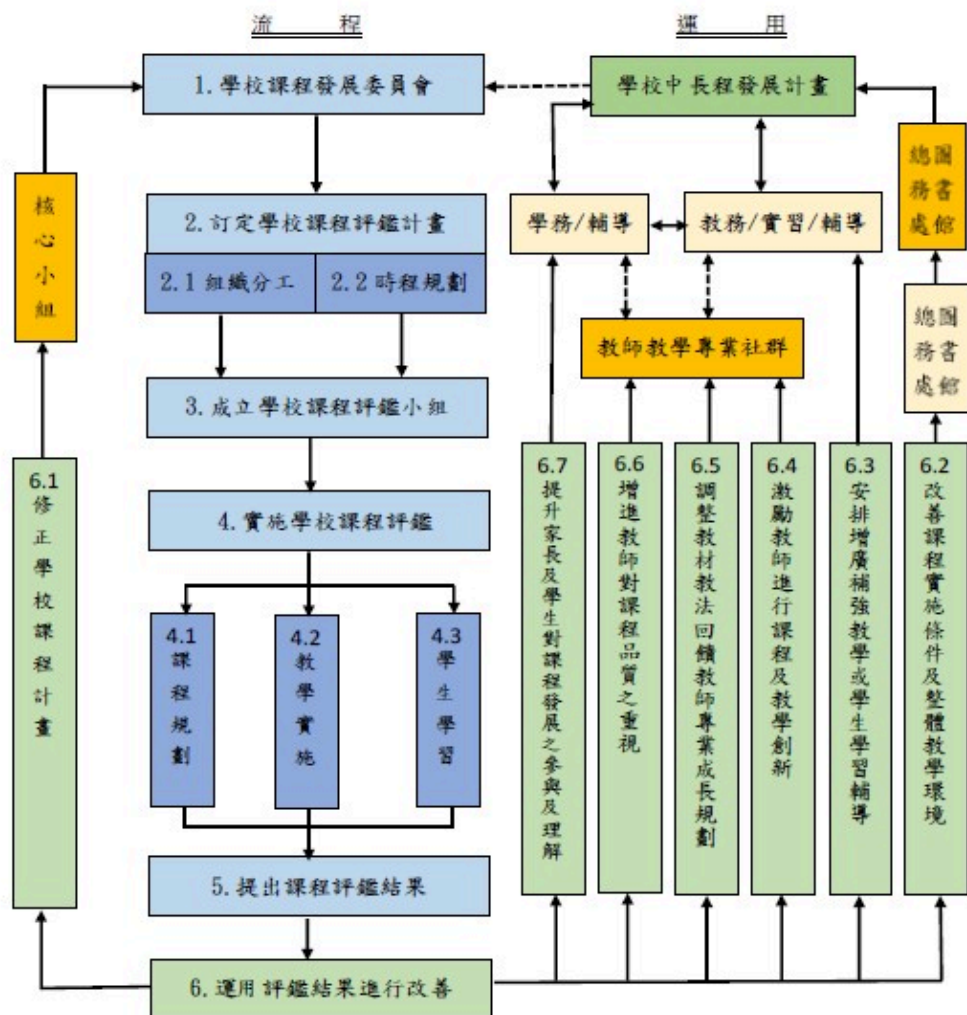 流 程
運 用
1.學校課程發展委員會
學校中長程發展計畫
核心小組
2.訂定學校課程評鑑計畫
2.1 組織分工
2.2 時程規劃
學務/輔導
教務/實習/輔導
總務處
圖書館
教師教學專業社群
總務處
圖書館
3.成立學校課程評鑑小組
6.1
修正學校課程計畫
4.實施學校課程評鑑
4.1
課程規劃
4.2
教學實施
4.3
學生學習
6.7
提升家長及學生對課程發展之參與及理解
6.6
增進教師對課程品質之重視
6.5
調整教材教法回饋教師專業成長規劃
6.4
激勵教師進行課程及教學創新
6.3
安排增廣補強教學或學生學習輔導
6.2
改善課程實施條件及整體教學環境
5.提出課程評鑑結果
6.運用評鑑結果進行改善